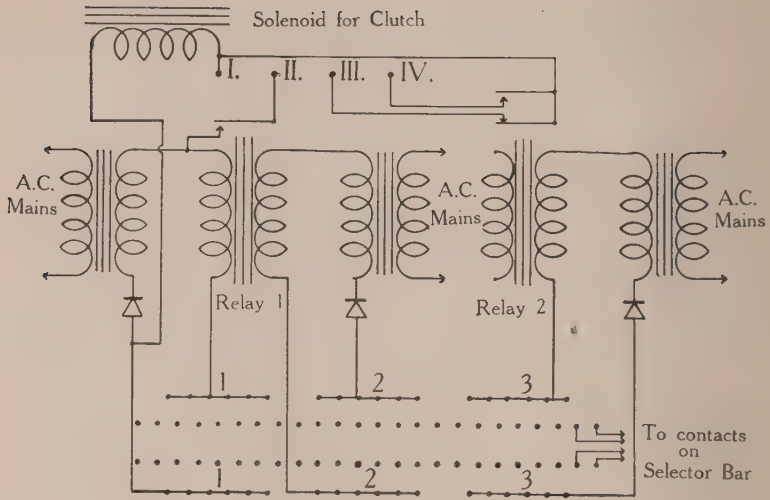 Solenoid for Clutch
I. II. III. IV.
A.C.
Mains
A.C.
Mains
A.C.
Mains
Relay 1
Relay 2
1 2 3
To contacts
on
Selector Bar
1 2 3